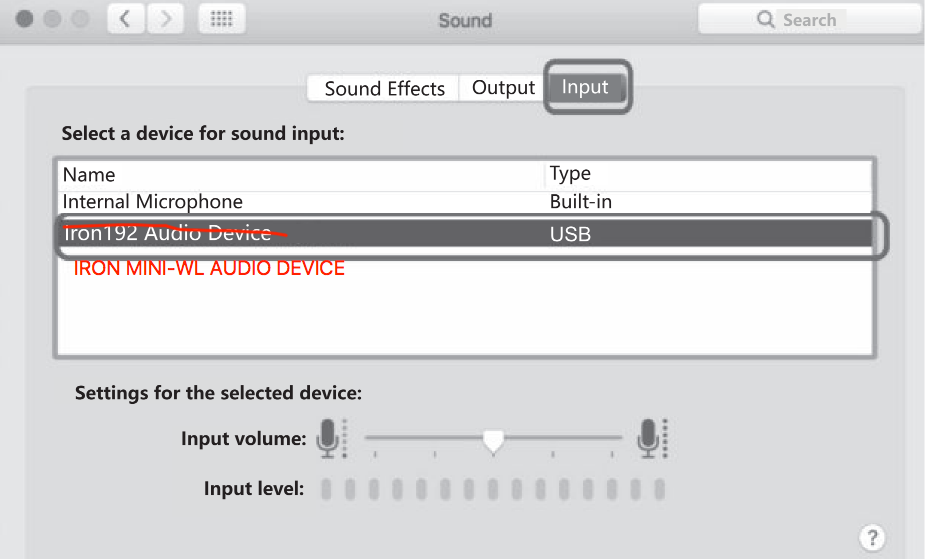 Sound
Search
Sound Effects Output Input
Select a device for sound input:
Name Type
Internal Microphone Built-in
Iron192 Audio Device USB
IRON MINI-WL AUDIO DEVICE
Settings for the selected device:
Input volume:
Input level:
?